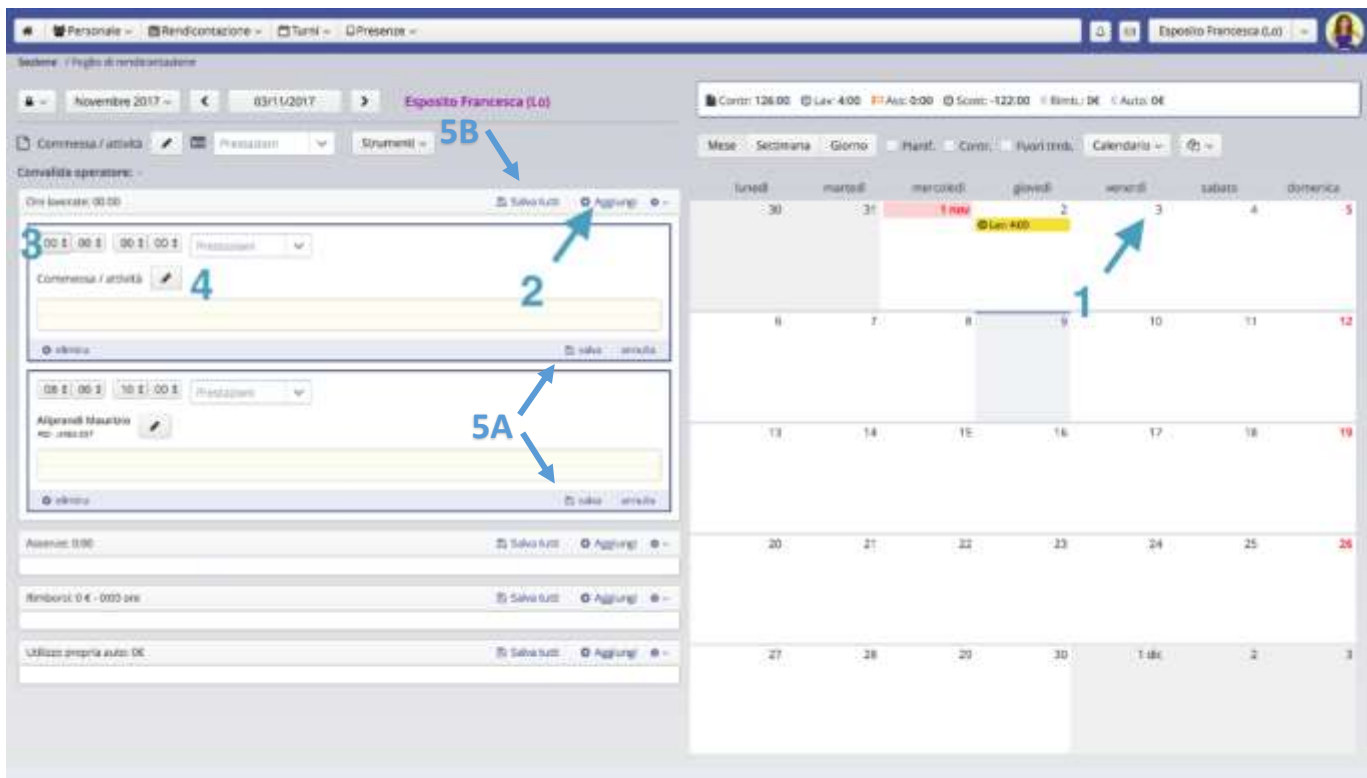 Personale Rendicontazione Turni Presenze
Esposito Francesca (Lo)
Sezione / Foglio di rendicontazione
Novembre 2017 03/11/2017 Esposito Francesca (Lo)
Contr: 126:00 Lav: 4:00 Ass: 0:00 Scost: -122:00 Rimb.: 0€ Auto: 0€
Commessa / attività Prestazioni Strumenti
5B
Mese Settimana Giorno Pianif. Contr. Fuori rend. Calendario
Convalida operatore: -
Ore lavorate: 00:00 Salva tutti Aggiungi
00 00 00 00 Prestazioni
3
Commessa / attività
4
2
elimina salva annulla
08 00 10 00 Prestazioni
Aliprandi Maurizio
5A
elimina salva annulla
Assenze: 0:00 Salva tutti Aggiungi
Rimborsi: 0 € - 00:00 ore Salva tutti Aggiungi
Utilizzo propria auto: 0€ Salva tutti Aggiungi
lunedì martedì mercoledì giovedì venerdì sabato domenica
30 31 1 nov 2 3 4 5
Lav: 4:00
1
6 7 8 9 10 11 12
13 14 15 16 17 18 19
20 21 22 23 24 25 26
27 28 29 30 1 dic 2 3